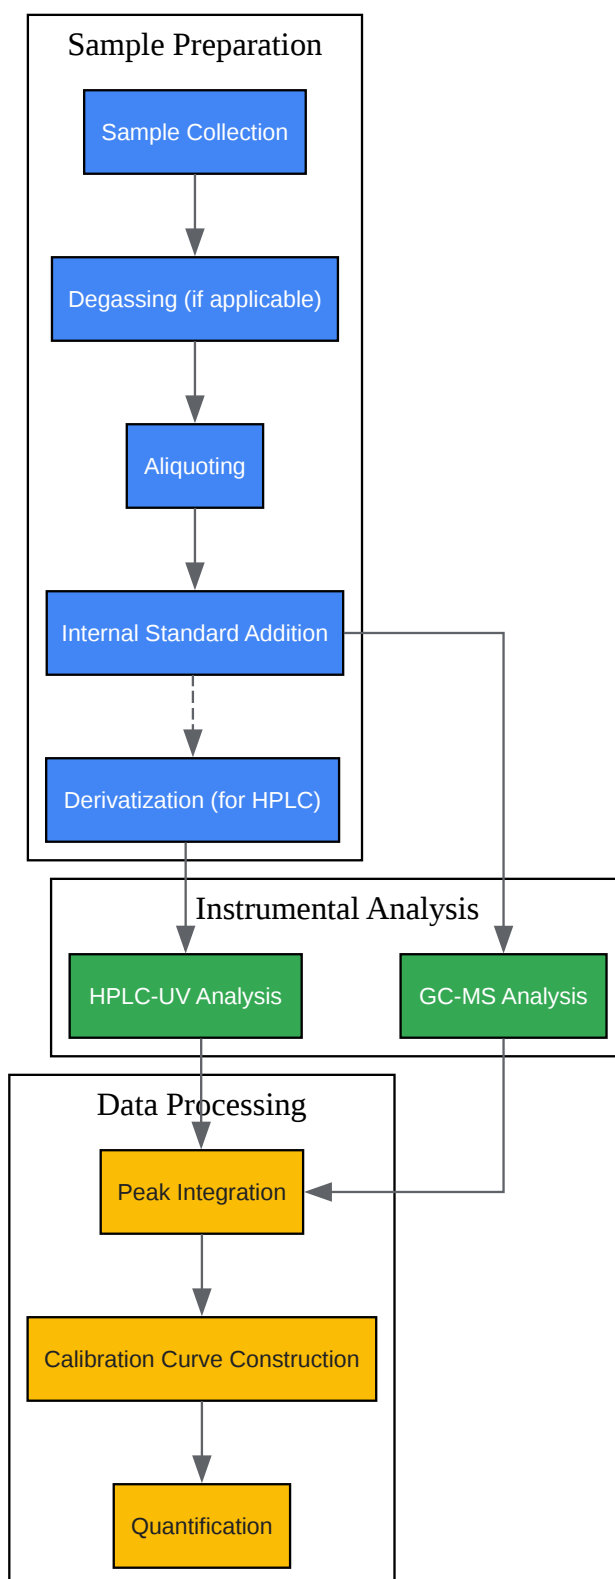 Sample Preparation
Sample Collection
Degassing (if applicable)
Aliquoting
Internal Standard Addition
Derivatization (for HPLC)
Instrumental Analysis
HPLC-UV Analysis
GC-MS Analysis
Data Processing
Peak Integration
Calibration Curve Construction
Quantification